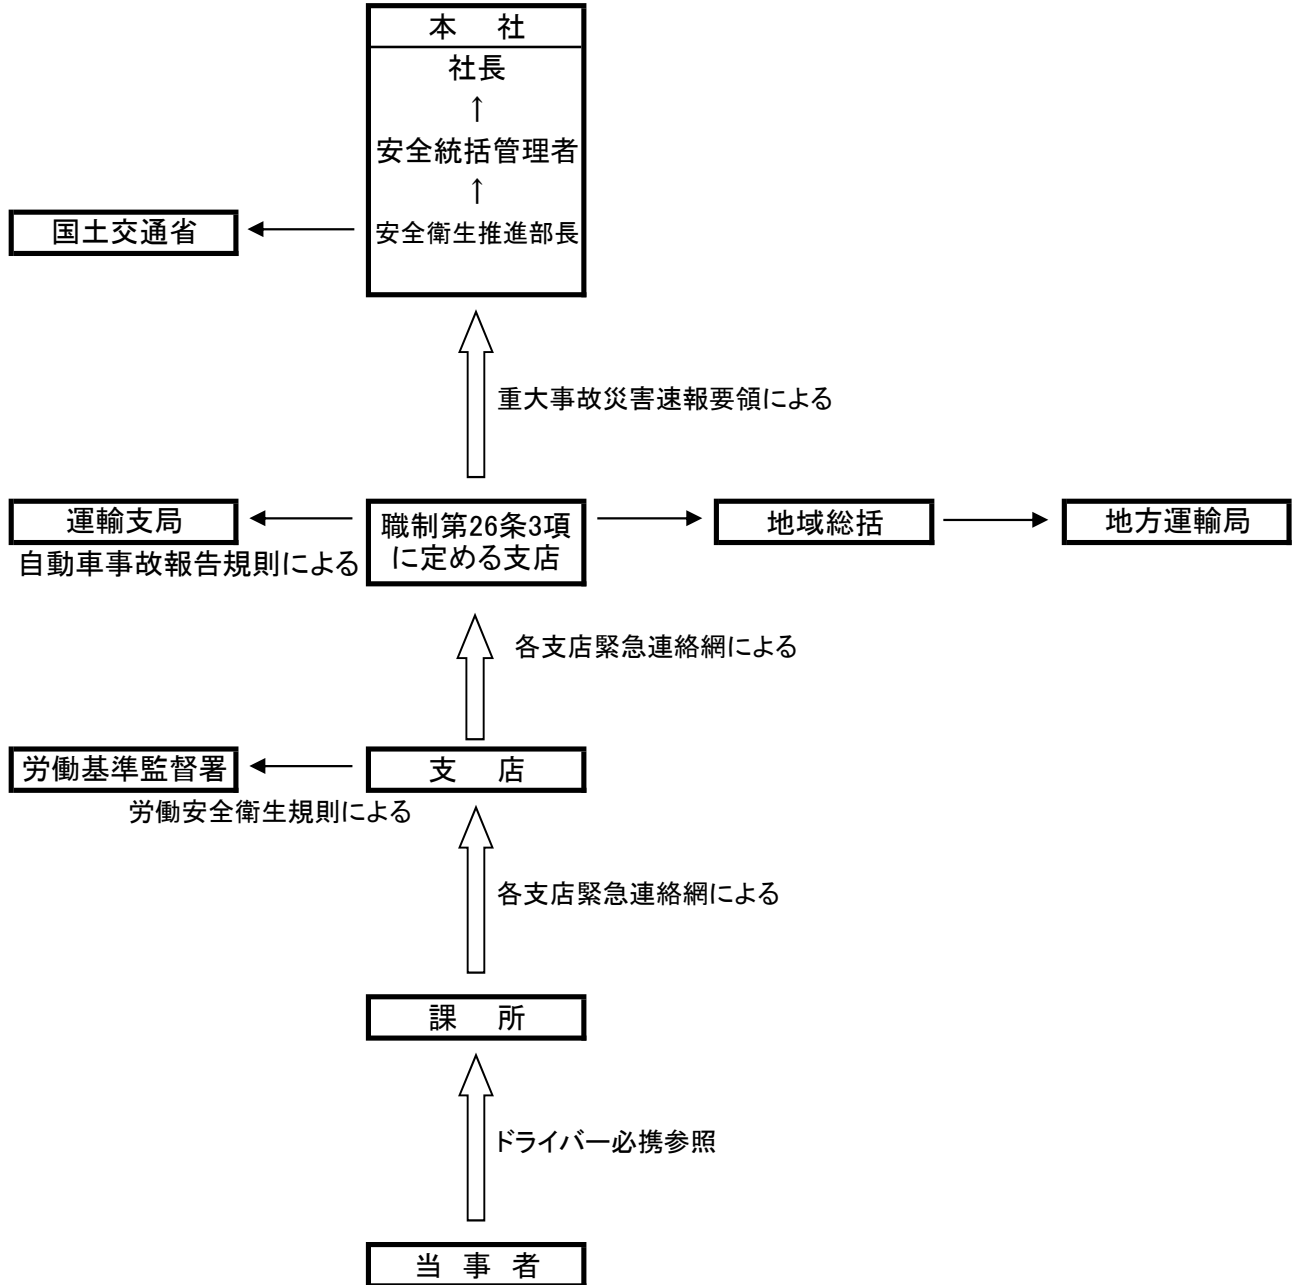 本　社
社長
↑
安全統括管理者
↑
国土交通省
安全衛生推進部長
重大事故災害速報要領による
運輸支局
自動車事故報告規則による
職制第26条3項
に定める支店
地域総括
地方運輸局
各支店緊急連絡網による
労働基準監督署
支　店
労働安全衛生規則による
各支店緊急連絡網による
課　所
ドライバー必携参照
当 事 者